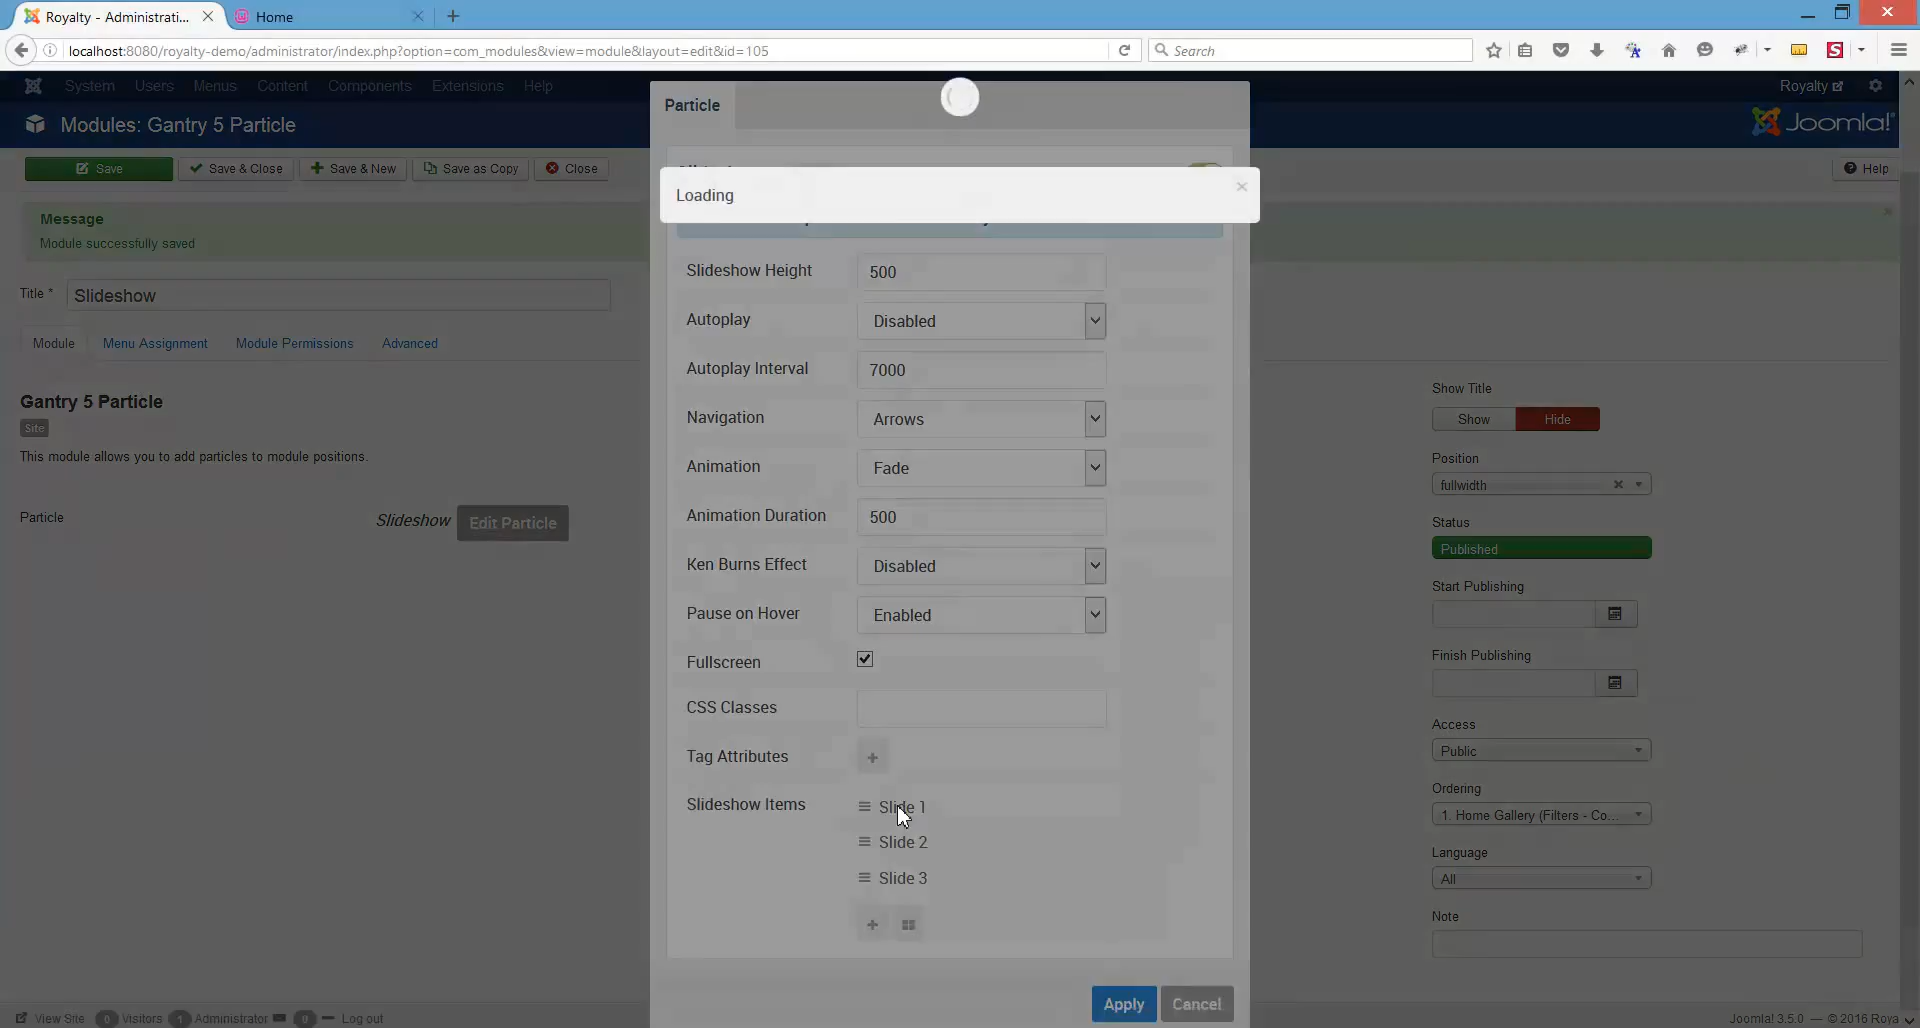 Royalty - Administrati...
Home
localhost:8080/royalty-demo/administrator/index.php?option=com_modules&view=module&layout=edit&id=105
Search
System Users Menus Content Components Extensions Help
Royalty
Modules: Gantry 5 Particle
Joomla!
Particle
Save
Save & Close
Save & New
Save as Copy
Close
Help
Loading
×
Message
Module successfully saved
Title *
Slideshow
Module
Menu Assignment
Module Permissions
Advanced
Gantry 5 Particle
Site
This module allows you to add particles to module positions.
Particle
Slideshow
Edit Particle
Slideshow Height
500
Autoplay
Disabled
Autoplay Interval
7000
Navigation
Arrows
Animation
Fade
Animation Duration
500
Ken Burns Effect
Disabled
Pause on Hover
Enabled
Fullscreen
CSS Classes
Tag Attributes
Slideshow Items
Slide 1
Slide 2
Slide 3
Apply
Cancel
Show Title
Show
Hide
Position
fullwidth
Status
Published
Start Publishing
Finish Publishing
Access
Public
Ordering
1. Home Gallery (Filters - Co...
Language
All
Note
View Site
0 Visitors
1 Administrator
0
Log out
Joomla! 3.5.0 — © 2016 Roya